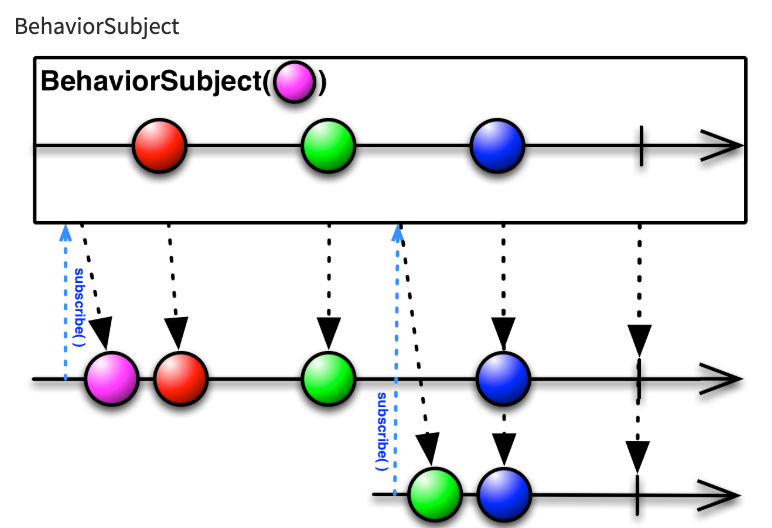 BehaviorSubject
BehaviorSubject( )
subscribe( )
subscribe( )